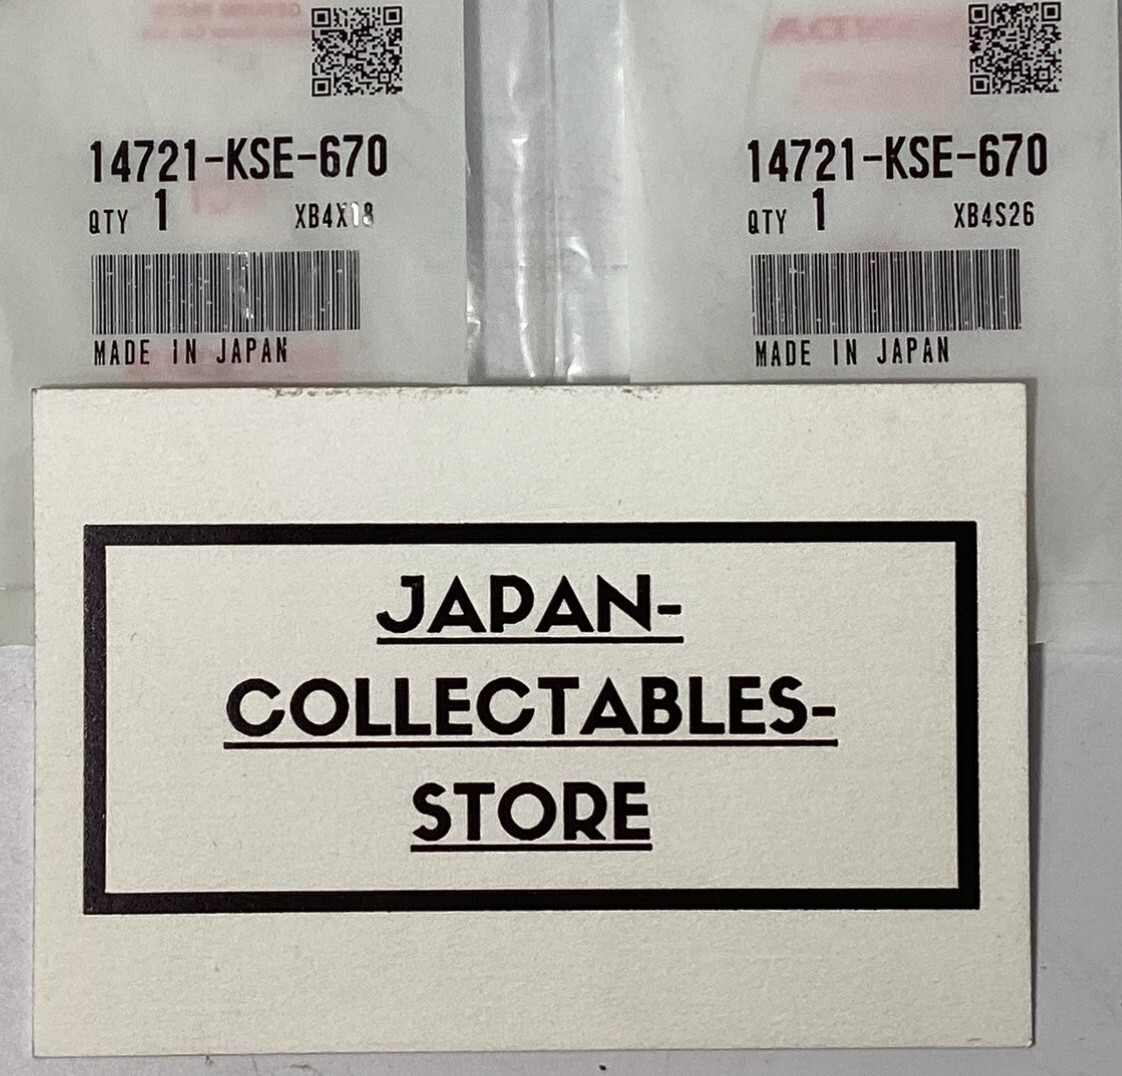 14721-KSE-670
QTY 1 XB4X18
MADE IN JAPAN
HONDA
14721-KSE-670
QTY 1 XB4S26
MADE IN JAPAN
JAPAN-
COLLECTABLES-
STORE